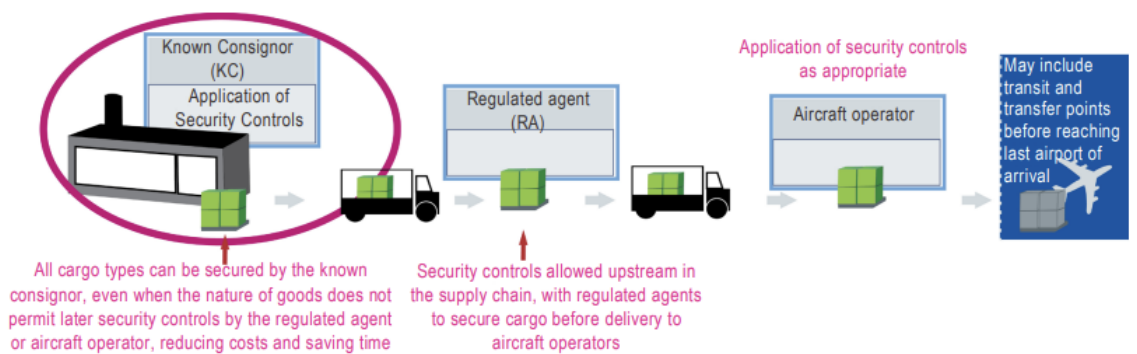 Known Consignor
(KC)
Application of
Security Controls
All cargo types can be secured by the known
consignor, even when the nature of goods does not
permit later security controls by the regulated agent
or aircraft operator, reducing costs and saving time
Regulated agent
(RA)
Security controls allowed upstream in
the supply chain, with regulated agents
to secure cargo before delivery to
aircraft operators
Application of security controls
as appropriate
Aircraft operator
May include
transit and
transfer points
before reaching
last airport of
arrival